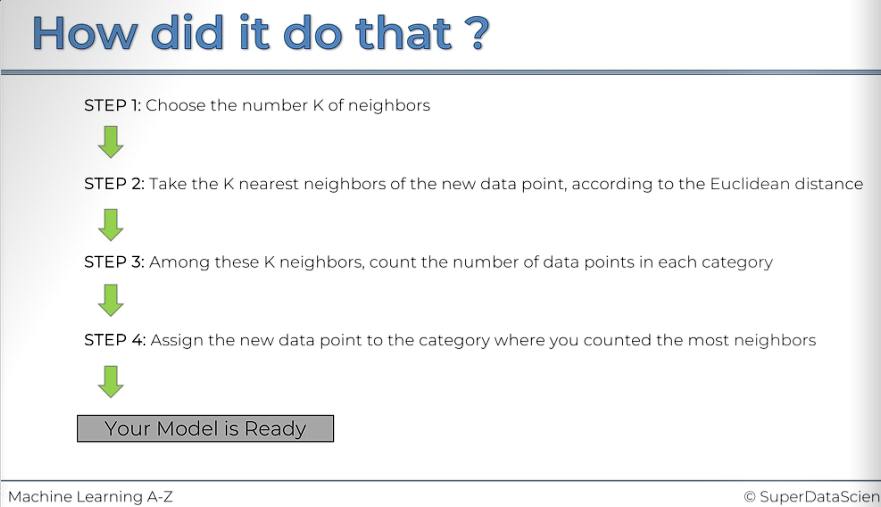 How did it do that ?
STEP 1: Choose the number K of neighbors
STEP 2: Take the K nearest neighbors of the new data point, according to the Euclidean distance
STEP 3: Among these K neighbors, count the number of data points in each category
STEP 4: Assign the new data point to the category where you counted the most neighbors
Your Model is Ready
Machine Learning A-Z
© SuperDataScien